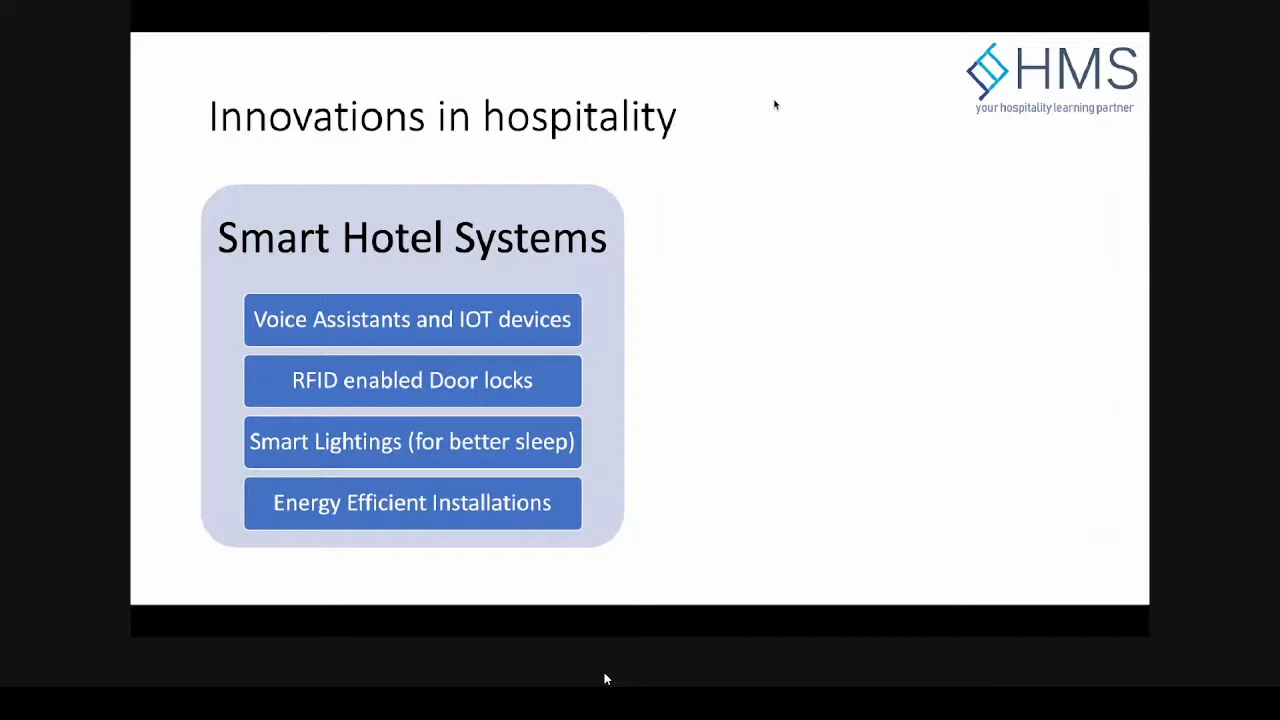 HMS
your hospitality learning partner
Innovations in hospitality
Smart Hotel Systems
Voice Assistants and IOT devices
RFID enabled Door locks
Smart Lightings (for better sleep)
Energy Efficient Installations